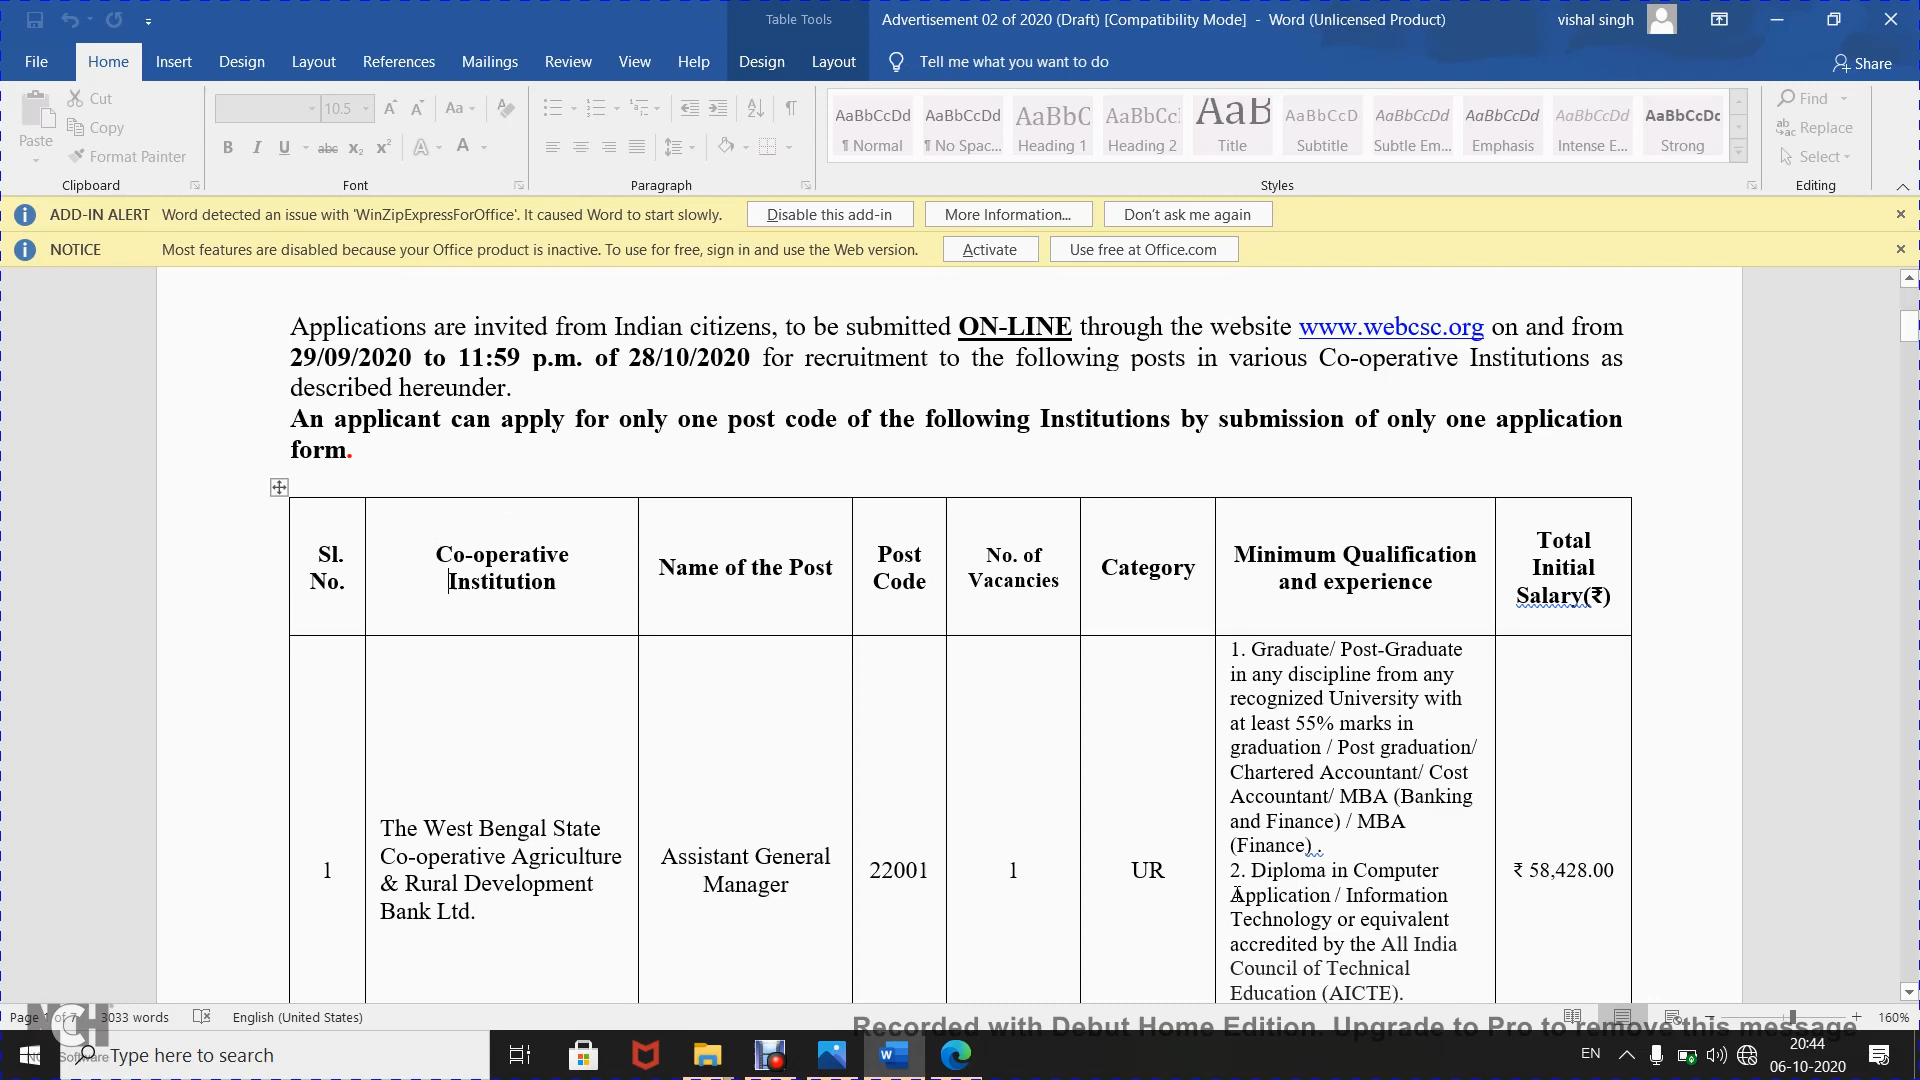 Table Tools
Advertisement 02 of 2020 (Draft) [Compatibility Mode] - Word (Unlicensed Product)
vishal singh
File Home Insert Design Layout References Mailings Review View Help Design Layout Tell me what you want to do Share
Cut
Copy
Format Painter
Paste
Clipboard
10.5
Font
Paragraph
AaBbCcDd AaBbCcDd AaBbC AaBbCc AaB AaBbCcD AaBbCcDd AaBbCcDd AaBbCcDd AaBbCcDc
¶ Normal ¶ No Spac... Heading 1 Heading 2 Title Subtitle Subtle Em... Emphasis Intense E... Strong
Styles
Find
Replace
Select
Editing
ADD-IN ALERT Word detected an issue with 'WinZipExpressForOffice'. It caused Word to start slowly. Disable this add-in More Information... Don't ask me again
NOTICE Most features are disabled because your Office product is inactive. To use for free, sign in and use the Web version. Activate Use free at Office.com
Applications are invited from Indian citizens, to be submitted ON-LINE through the website www.webcsc.org on and from
29/09/2020 to 11:59 p.m. of 28/10/2020 for recruitment to the following posts in various Co-operative Institutions as
described hereunder.
An applicant can apply for only one post code of the following Institutions by submission of only one application
form.
Sl.
No.
Co-operative
Institution
Name of the Post
Post
Code
No. of
Vacancies
Category
Minimum Qualification
and experience
Total
Initial
Salary(₹)
1
The West Bengal State
Co-operative Agriculture
& Rural Development
Bank Ltd.
Assistant General
Manager
22001
1
UR
1. Graduate/ Post-Graduate
in any discipline from any
recognized University with
at least 55% marks in
graduation / Post graduation/
Chartered Accountant/ Cost
Accountant/ MBA (Banking
and Finance) / MBA
(Finance) .
2. Diploma in Computer
Application / Information
Technology or equivalent
accredited by the All India
Council of Technical
Education (AICTE).
₹ 58,428.00
Page 1 of 7 3033 words English (United States)
160%
NCH Software
Recorded with Debut Home Edition. Upgrade to Pro to remove this message
Type here to search
EN
20:44
06-10-2020